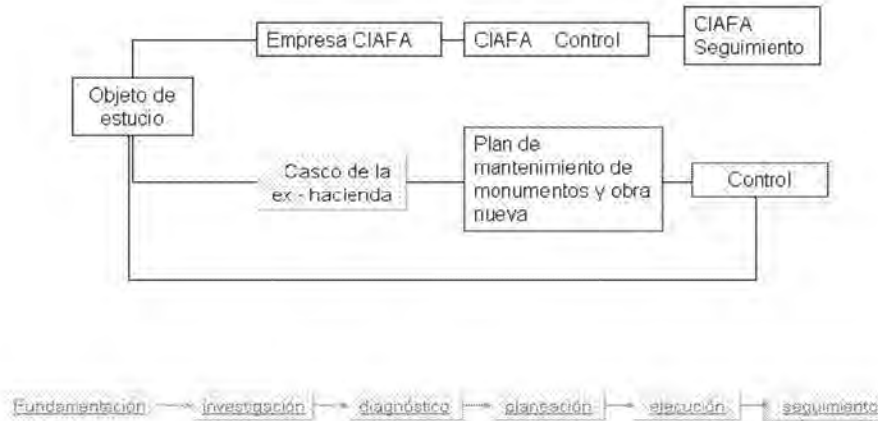 Empresa CIAFA
CIAFA Control
CIAFA
Seguimiento
Objeto de
estucio
Casco de la
ex - hacienda
Plan de
mantenimiento de
monumentos y obra
nueva
Control
Fundamentación investigación diagnóstico planeación ejecución seguimiento